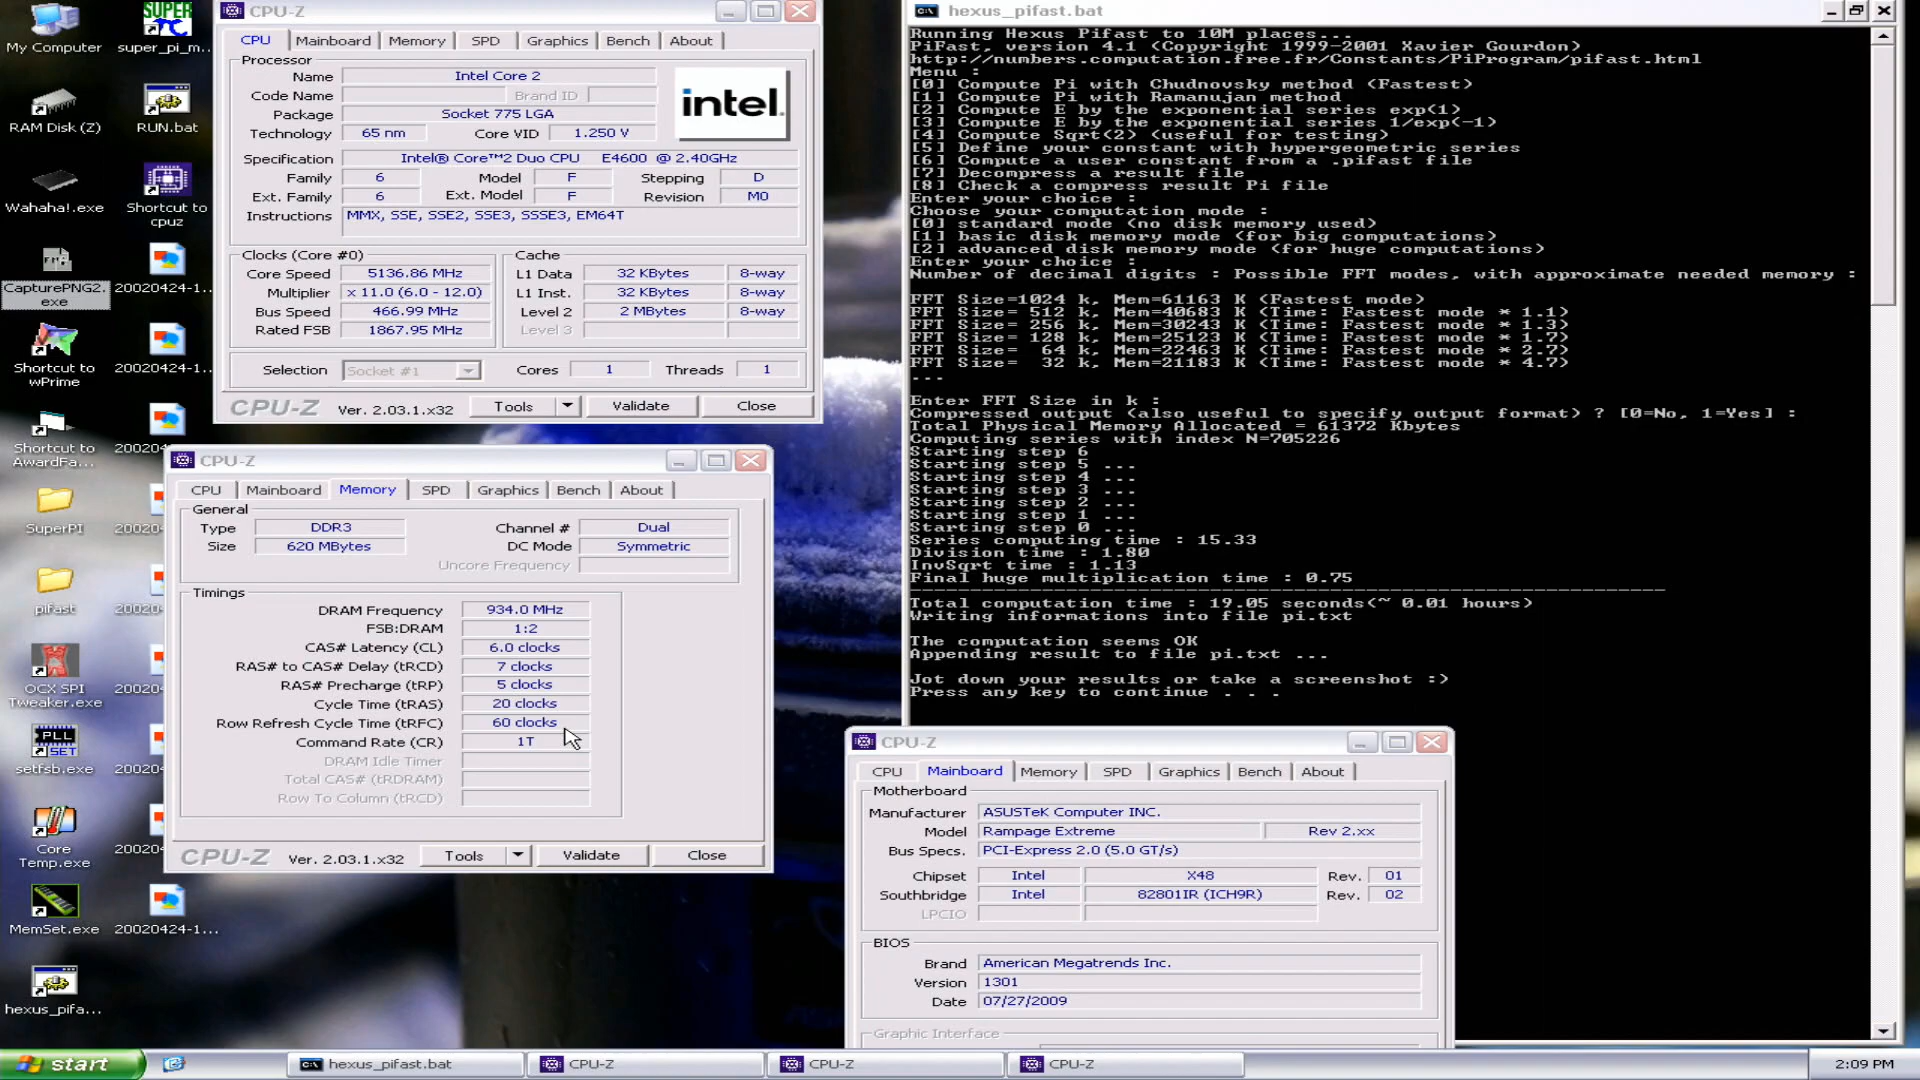 My Computer
super_pi_m...
RAM Disk (Z)
RUN.bat
Wahaha!.exe
Shortcut to
cpuz
CapturePNG2.
exe
20020424-1...
Shortcut to
wPrime
20020424-1...
Shortcut to
AwardFa...
20020
SuperPI
20020
pifast
20020
OCX SPI
Tweaker.exe
20020
PLL
SET
setfsb.exe
20020
Core
Temp.exe
20020
MemSet.exe
20020424-1...
hexus_pifa...
CPU-Z
CPU Mainboard Memory SPD Graphics Bench About
Processor
Name Intel Core 2
Code Name Brand ID
Package Socket 775 LGA
Technology 65 nm Core VID 1.250 V
intel.
Specification Intel® Core™2 Duo CPU E4600 @ 2.40GHz
Family 6 Model F Stepping D
Ext. Family 6 Ext. Model F Revision M0
Instructions MMX, SSE, SSE2, SSE3, SSSE3, EM64T
Clocks (Core #0)
Core Speed 5136.86 MHz
Multiplier x 11.0 (6.0 - 12.0)
Bus Speed 466.99 MHz
Rated FSB 1867.95 MHz
Cache
L1 Data 32 KBytes 8-way
L1 Inst. 32 KBytes 8-way
Level 2 2 MBytes 8-way
Level 3
Selection Socket #1 Cores 1 Threads 1
CPU-Z Ver. 2.03.1.x32 Tools Validate Close
CPU-Z
CPU Mainboard Memory SPD Graphics Bench About
General
Type DDR3 Channel # Dual
Size 620 MBytes DC Mode Symmetric
Uncore Frequency
Timings
DRAM Frequency 934.0 MHz
FSB:DRAM 1:2
CAS# Latency (CL) 6.0 clocks
RAS# to CAS# Delay (tRCD) 7 clocks
RAS# Precharge (tRP) 5 clocks
Cycle Time (tRAS) 20 clocks
Row Refresh Cycle Time (tRFC) 60 clocks
Command Rate (CR) 1T
DRAM Idle Timer
Total CAS# (tRDRAM)
Row To Column (tRCD)
CPU-Z Ver. 2.03.1.x32 Tools Validate Close
hexus_pifast.bat
Running Hexus Pifast to 10M places...
PiFast, version 4.1 (Copyright 1999-2001 Xavier Gourdon)
http://numbers.computation.free.fr/Constants/PiProgram/pifast.html
Menu :
[0] Compute Pi with Chudnovsky method (Fastest)
[1] Compute Pi with Ramanujan method
[2] Compute E by the exponential series exp(1)
[3] Compute E by the exponential series 1/exp(-1)
[4] Compute Sqrt(2) (useful for testing)
[5] Define your constant with hypergeometric series
[6] Compute a user constant from a .pifast file
[7] Decompress a result file
[8] Check a compress result Pi file
Enter your choice :
Choose your computation mode :
[0] standard mode (no disk memory used)
[1] basic disk memory mode (for big computations)
[2] advanced disk memory mode (for huge computations)
Enter your choice :
Number of decimal digits : Possible FFT modes, with approximate needed memory :
FFT Size=1024 k, Mem=61163 K (Fastest mode)
FFT Size= 512 k, Mem=40683 K (Time: Fastest mode * 1.1)
FFT Size= 256 k, Mem=30243 K (Time: Fastest mode * 1.3)
FFT Size= 128 k, Mem=25123 K (Time: Fastest mode * 1.7)
FFT Size= 64 k, Mem=22463 K (Time: Fastest mode * 2.7)
FFT Size= 32 k, Mem=21183 K (Time: Fastest mode * 4.7)
...
Enter FFT Size in k :
Compressed output (also useful to specify output format) ? [0=No, 1=Yes] :
Total Physical Memory Allocated = 61372 Kbytes
Computing series with index N=705226
Starting step 6
Starting step 5 ...
Starting step 4 ...
Starting step 3 ...
Starting step 2 ...
Starting step 1 ...
Starting step 0 ...
Series computing time : 15.33
Division time : 1.80
InvSqrt time : 1.13
Final huge multiplication time : 0.75
Total computation time : 19.05 seconds(~ 0.01 hours)
Writing informations into file pi.txt
The computation seems OK
Appending result to file pi.txt ...
Jot down your results or take a screenshot :)
Press any key to continue . . .
CPU-Z
CPU Mainboard Memory SPD Graphics Bench About
Motherboard
Manufacturer ASUSTeK Computer INC.
Model Rampage Extreme Rev 2.xx
Bus Specs. PCI-Express 2.0 (5.0 GT/s)
Chipset Intel X48 Rev. 01
Southbridge Intel 82801IR (ICH9R) Rev. 02
LPCIO
BIOS
Brand American Megatrends Inc.
Version 1301
Date 07/27/2009
Graphic Interface
start hexus_pifast.bat CPU-Z CPU-Z CPU-Z 2:09 PM